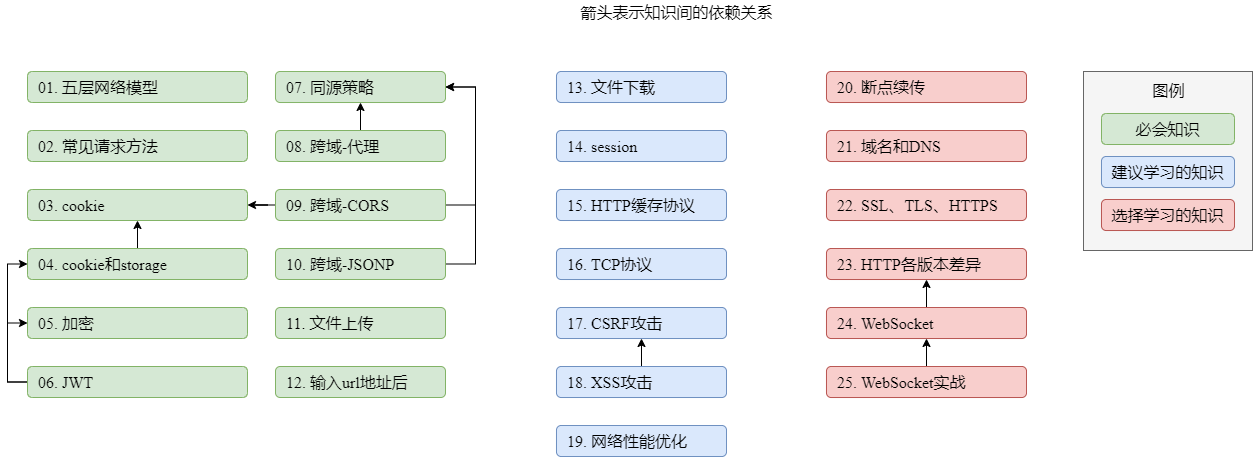 箭头表示知识间的依赖关系
01. 五层网络模型
02. 常见请求方法
03. cookie
04. cookie和storage
05. 加密
06. JWT
07. 同源策略
08. 跨域-代理
09. 跨域-CORS
10. 跨域-JSONP
11. 文件上传
12. 输入url地址后
13. 文件下载
14. session
15. HTTP缓存协议
16. TCP协议
17. CSRF攻击
18. XSS攻击
19. 网络性能优化
20. 断点续传
21. 域名和DNS
22. SSL、TLS、HTTPS
23. HTTP各版本差异
24. WebSocket
25. WebSocket实战
图例
必会知识
建议学习的知识
选择学习的知识